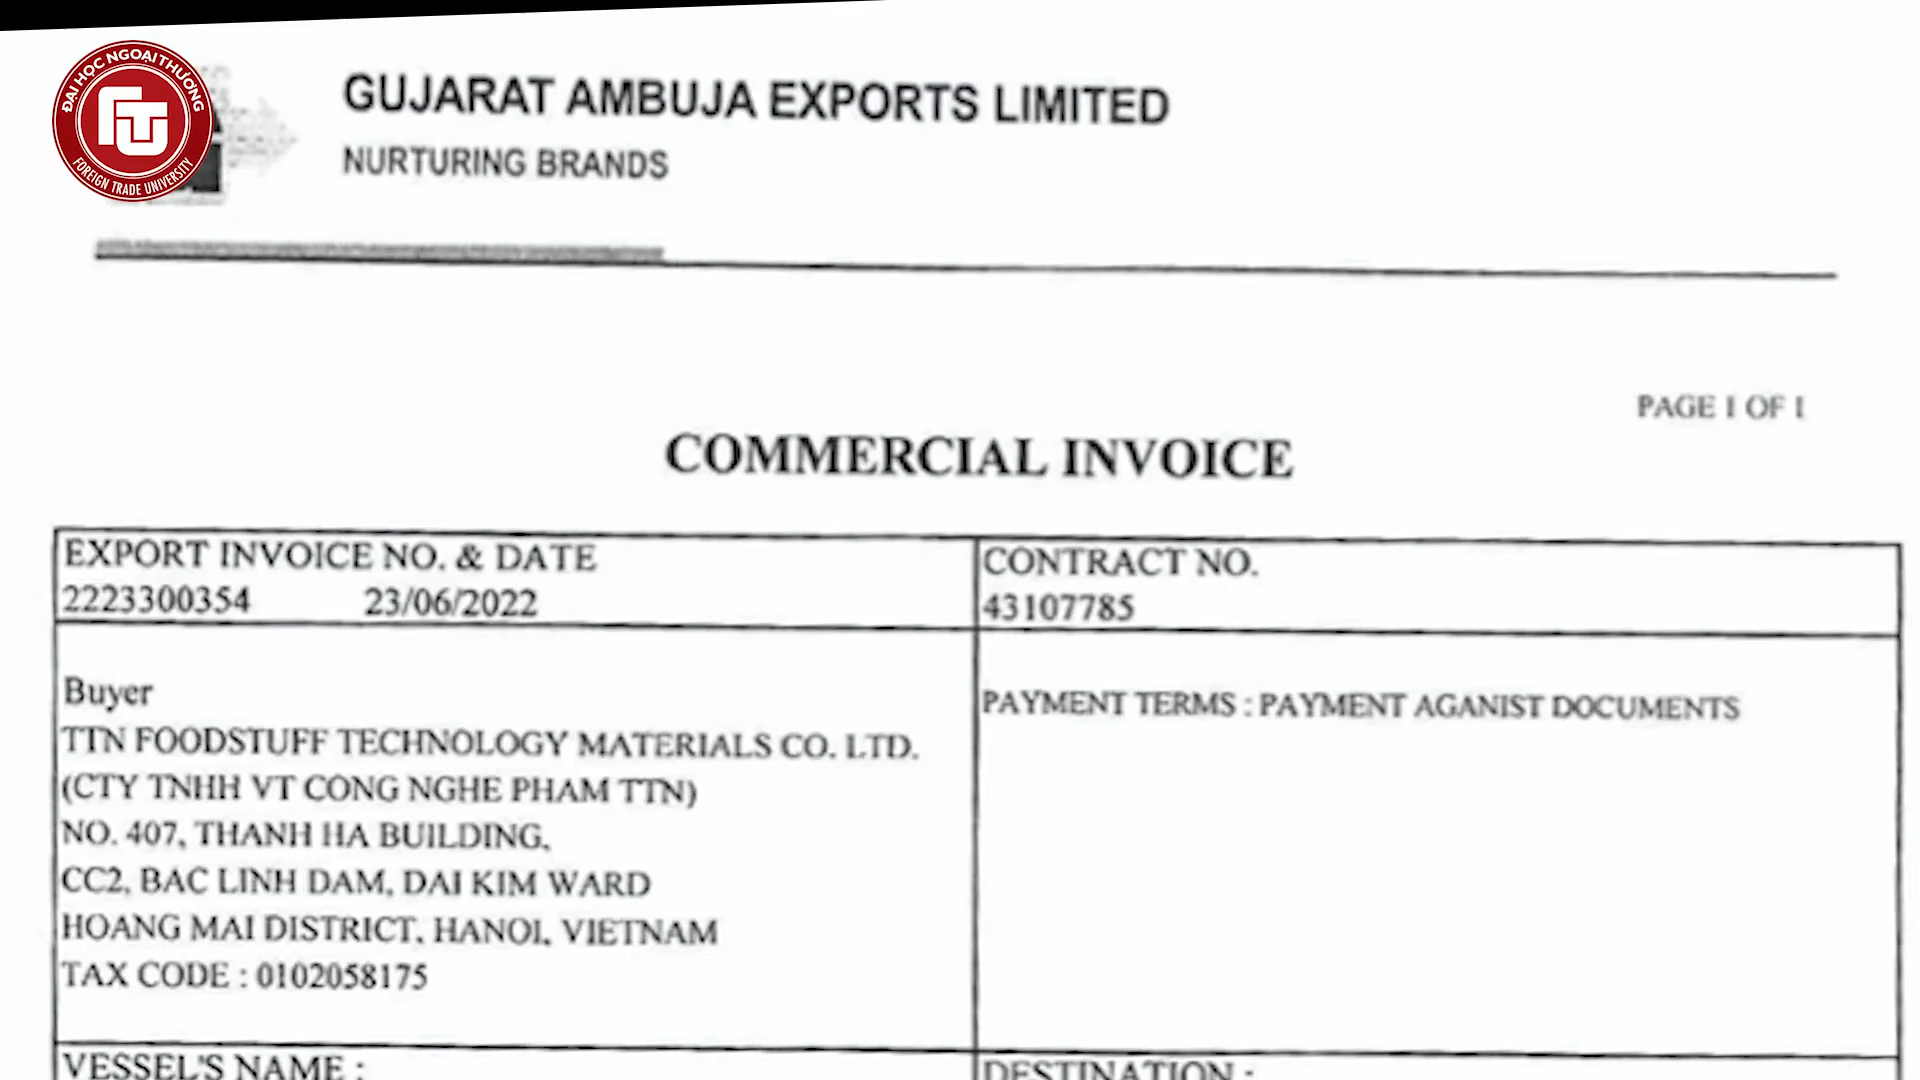 ĐẠI HỌC NGOẠI THƯƠNG
FTU
FOREIGN TRADE UNIVERSITY
GUJARAT AMBUJA EXPORTS LIMITED
NURTURING BRANDS
PAGE 1 OF 1
COMMERCIAL INVOICE
EXPORT INVOICE NO. & DATE
2223300354 23/06/2022
CONTRACT NO.
43107785
Buyer
TTN FOODSTUFF TECHNOLOGY MATERIALS CO. LTD.
(CTY TNHH VT CONG NGHE PHAM TTN)
NO. 407, THANH HA BUILDING,
CC2, BAC LINH DAM, DAI KIM WARD
HOANG MAI DISTRICT, HANOI, VIETNAM
TAX CODE : 0102058175
PAYMENT TERMS : PAYMENT AGANIST DOCUMENTS
VESSEL'S NAME :
DESTINATION :